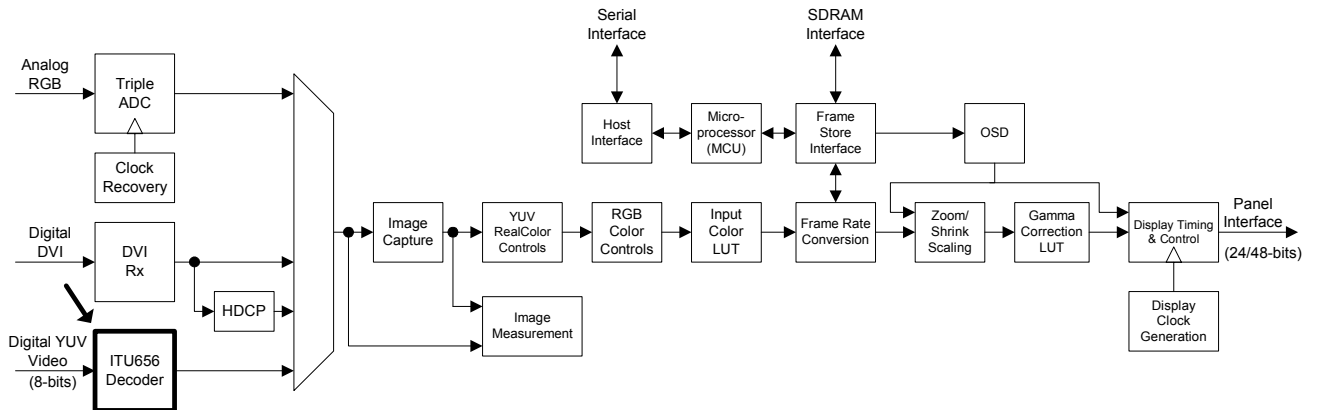 Serial
Interface
SDRAM
Interface
Analog
RGB
Triple
ADC
Clock
Recovery
Host
Interface
Micro-
processor
(MCU)
Frame
Store
Interface
OSD
Digital
DVI
DVI
Rx
HDCP
Image
Capture
YUV
RealColor
Controls
RGB
Color
Controls
Input
Color
LUT
Frame Rate
Conversion
Zoom/
Shrink
Scaling
Gamma
Correction
LUT
Display Timing
& Control
Panel
Interface
(24/48-bits)
Image
Measurement
Display
Clock
Generation
Digital YUV
Video
(8-bits)
ITU656
Decoder